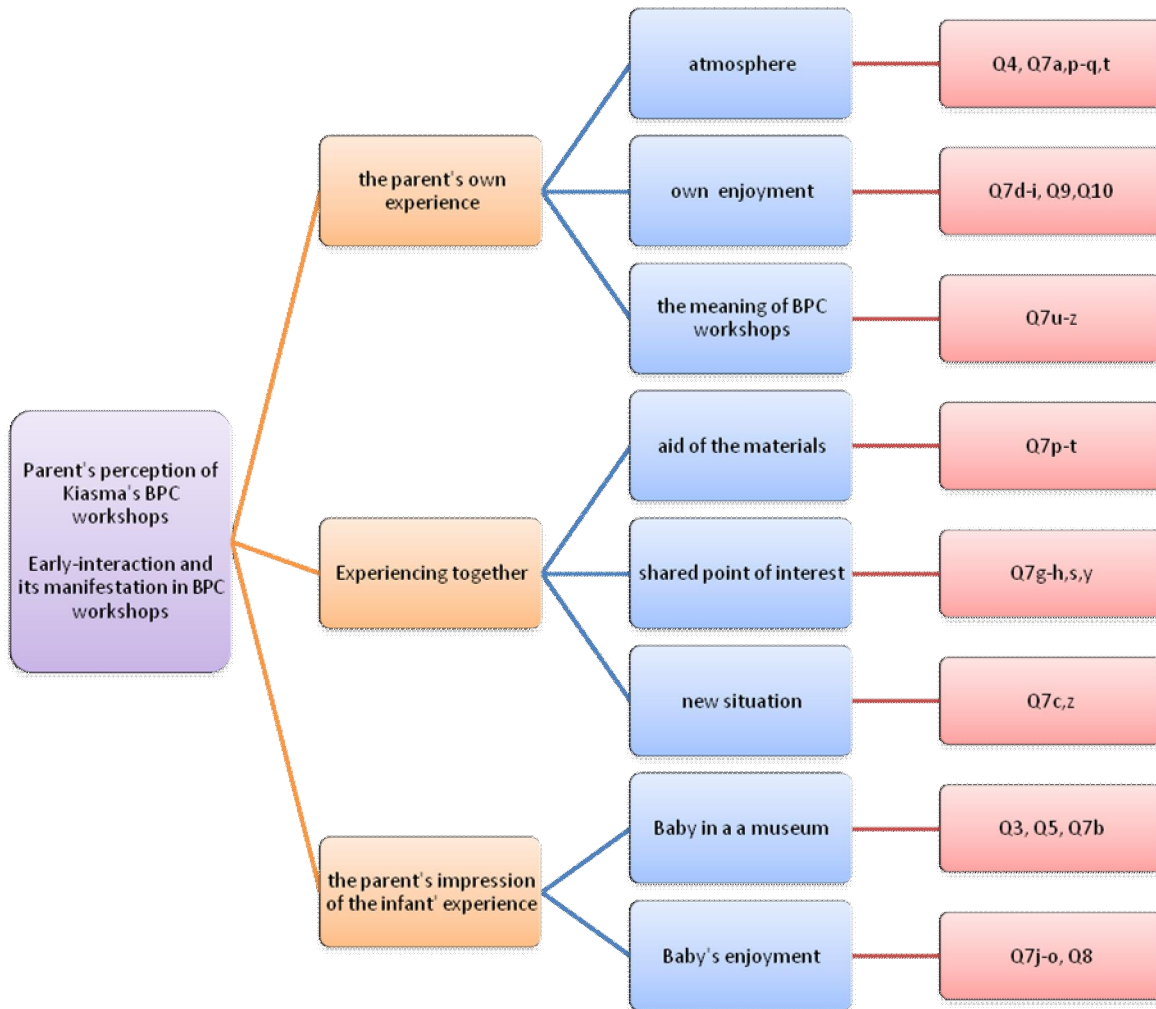 Parent's perception of
Kiasma's BPC
workshops
Early-interaction and
its manifestation in BPC
workshops
the parent's own
experience
atmosphere
Q4, Q7a,p-q,t
own enjoyment
Q7d-i, Q9,Q10
the meaning of BPC
workshops
Q7u-z
Experiencing together
aid of the materials
Q7p-t
shared point of interest
Q7g-h,s,y
new situation
Q7c,z
the parent's impression
of the infant' experience
Baby in a a museum
Q3, Q5, Q7b
Baby's enjoyment
Q7j-o, Q8